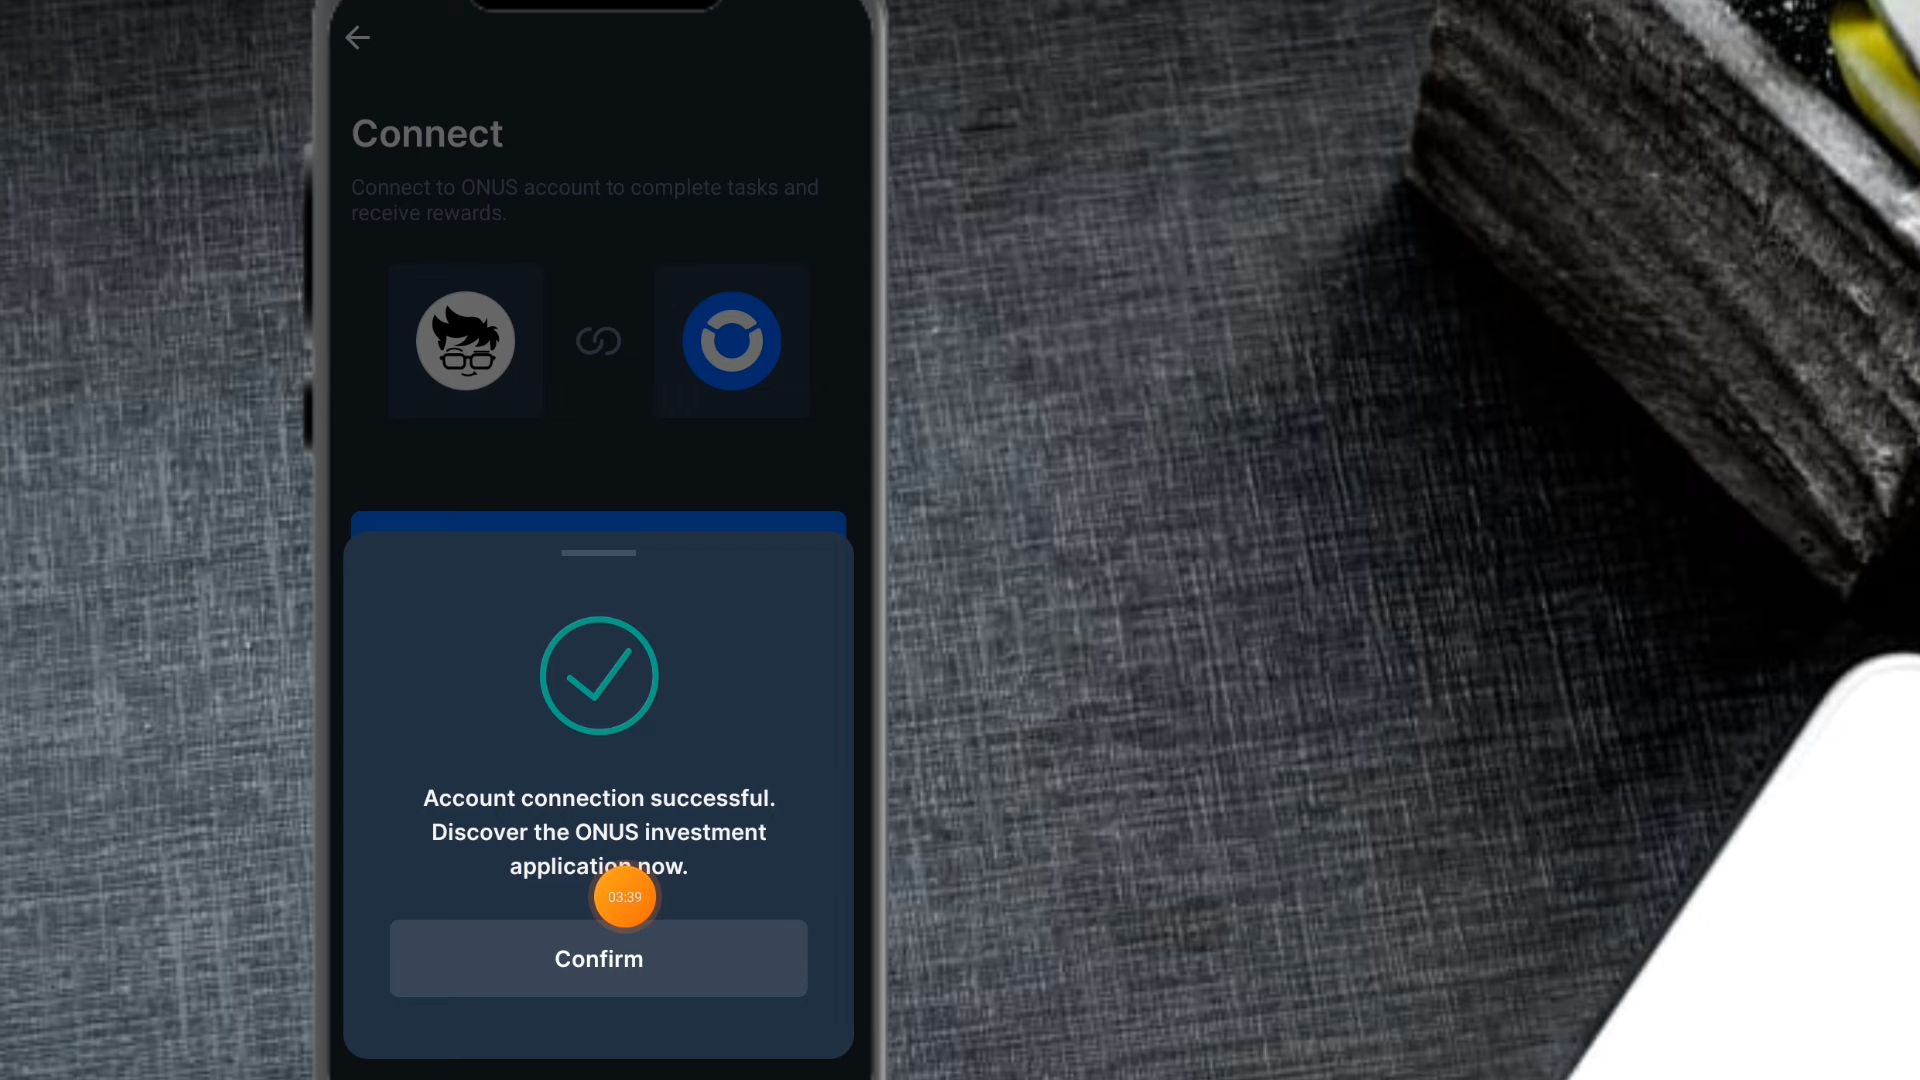 Connect
Connect to ONUS account to complete tasks and
receive rewards.
Account connection successful.
Discover the ONUS investment
application now.
03:39
Confirm